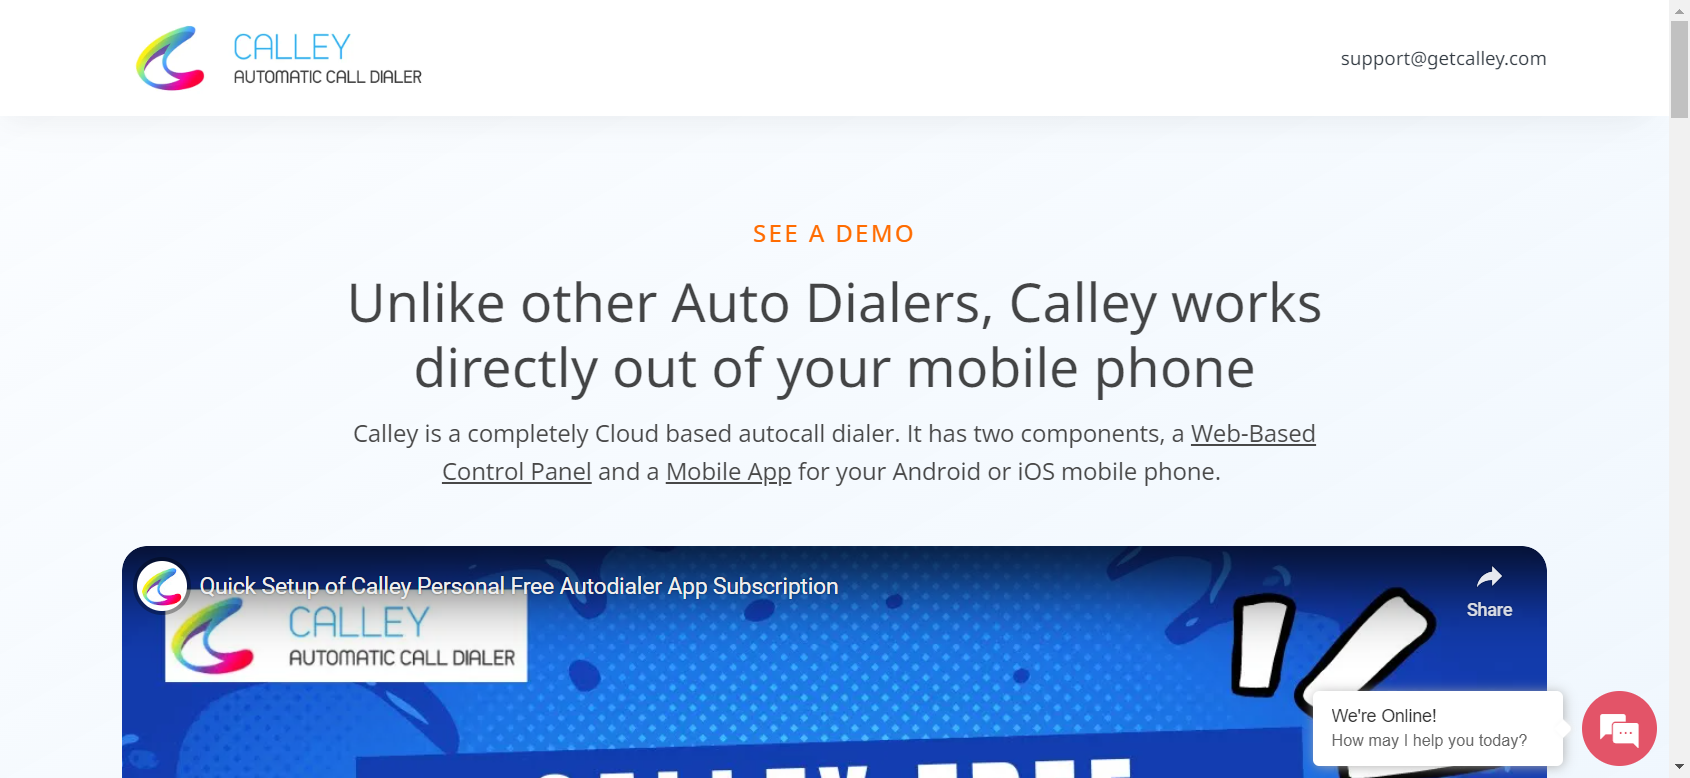 CALLEY
AUTOMATIC CALL DIALER
support@getcalley.com
SEE A DEMO
Unlike other Auto Dialers, Calley works
directly out of your mobile phone
Calley is a completely Cloud based autocall dialer. It has two components, a Web-Based
Control Panel and a Mobile App for your Android or iOS mobile phone.
Quick Setup of Calley Personal Free Autodialer App Subscription
Share
CALLEY
AUTOMATIC CALL DIALER
We're Online!
How may I help you today?
CALLEY FREE